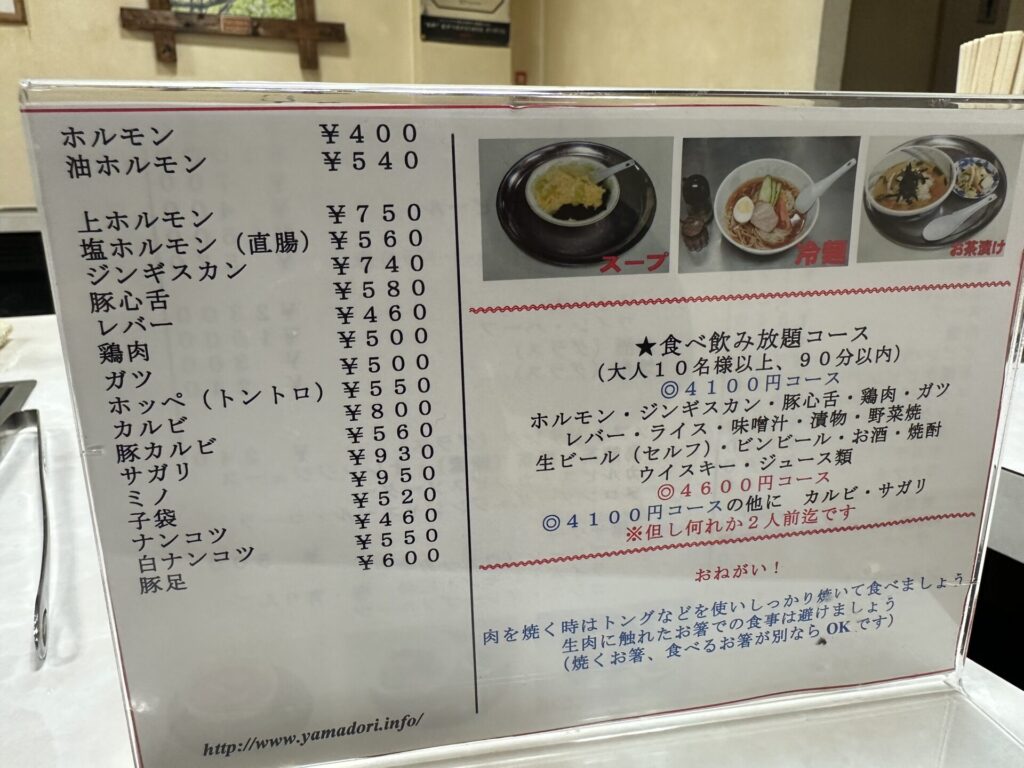 ホルモン ￥４００
油ホルモン ￥５４０
上ホルモン ￥７５０
塩ホルモン（直腸） ￥５６０
ジンギスカン ￥７４０
豚心舌 ￥５８０
レバー ￥４６０
鶏肉 ￥５００
ガツ ￥５００
ホッペ（トントロ） ￥５５０
カルビ ￥８００
豚カルビ ￥５６０
サガリ ￥９３０
ミノ ￥９５０
子袋 ￥５２０
ナンコツ ￥４６０
白ナンコツ ￥５５０
豚足 ￥６００
http://www.yamadori.info/
スープ
冷麺
お茶漬け
★食べ飲み放題コース
（大人１０名様以上、９０分以内）
◎４１００円コース
ホルモン・ジンギスカン・豚心舌・鶏肉・ガツ
レバー・ライス・味噌汁・漬物・野菜焼
生ビール（セルフ）・ビンビール・お酒・焼酎
ウイスキー・ジュース類
◎４６００円コース
◎４１００円コースの他に カルビ・サガリ
※但し何れか２人前迄です
おねがい！
肉を焼く時はトングなどを使いしっかり焼いて食べましょう
生肉に触れたお箸での食事は避けましょう
（焼くお箸、食べるお箸が別ならOKです）